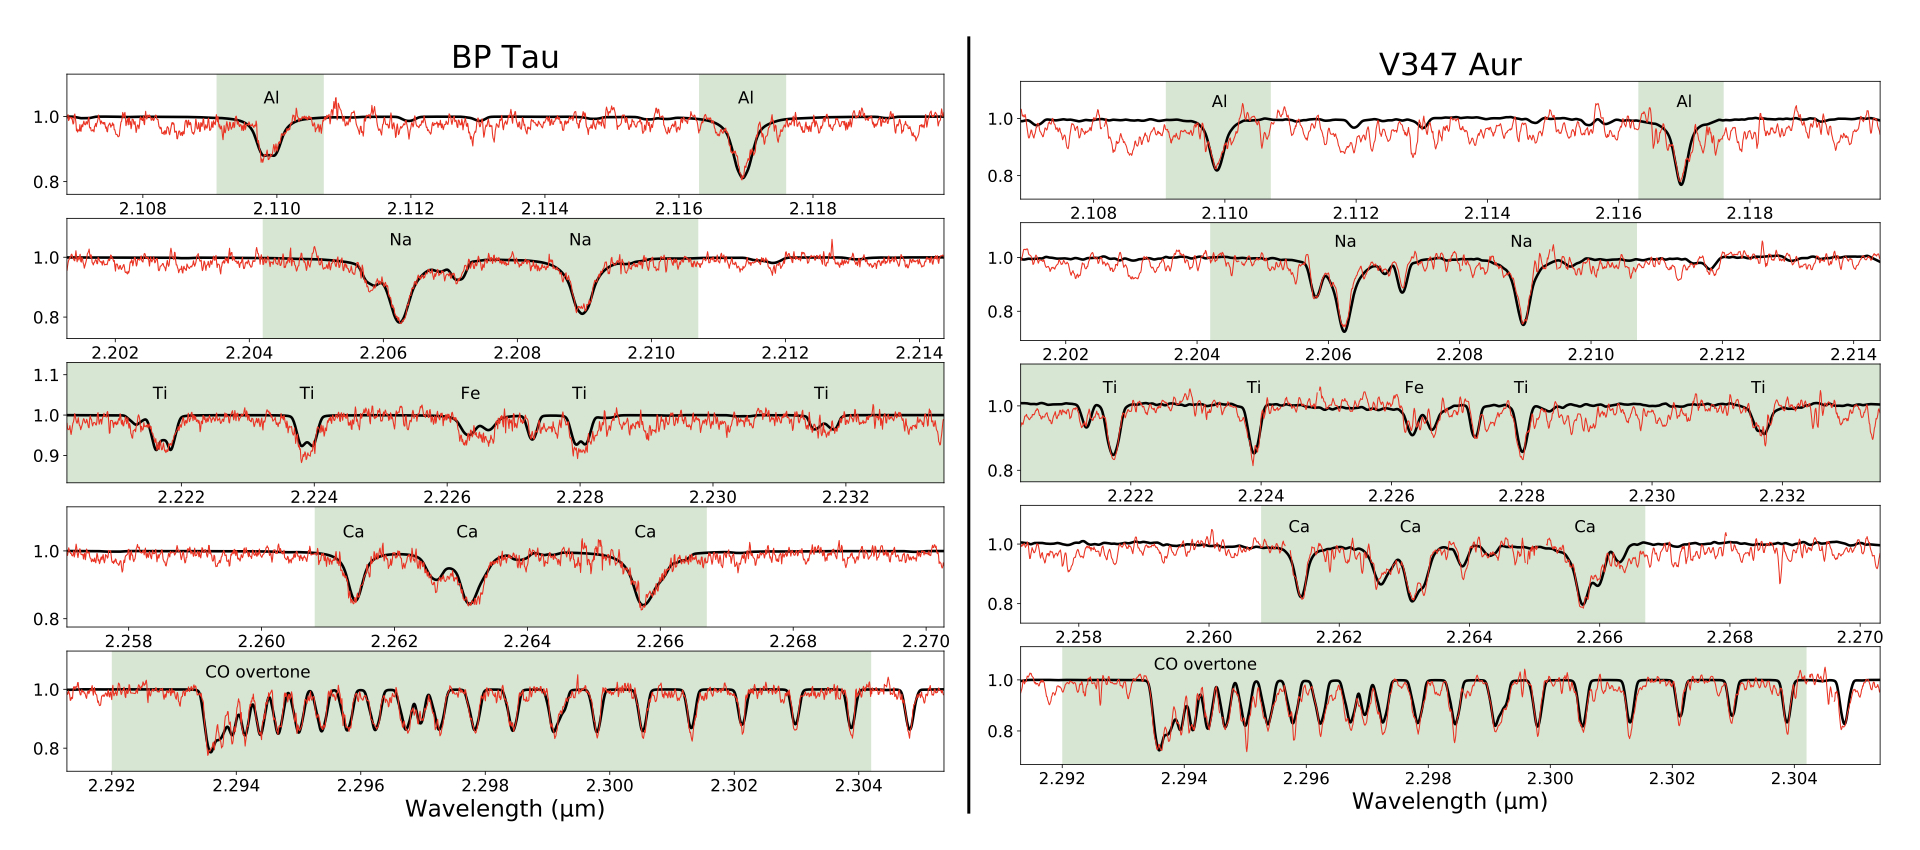 BP Tau
Al Al
1.0
0.8
2.108 2.110 2.112 2.114 2.116 2.118
Na Na
1.0
0.8
2.202 2.204 2.206 2.208 2.210 2.212 2.214
1.1
Ti Ti Fe Ti Ti
1.0
0.9
2.222 2.224 2.226 2.228 2.230 2.232
Ca Ca Ca
1.0
0.8
2.258 2.260 2.262 2.264 2.266 2.268 2.270
CO overtone
1.0
0.8
2.292 2.294 2.296 2.298 2.300 2.302 2.304
Wavelength (μm)
V347 Aur
Al Al
1.0
0.8
2.108 2.110 2.112 2.114 2.116 2.118
Na Na
1.0
0.8
2.202 2.204 2.206 2.208 2.210 2.212 2.214
Ti Ti Fe Ti Ti
1.0
0.8
2.222 2.224 2.226 2.228 2.230 2.232
Ca Ca Ca
1.0
0.8
2.258 2.260 2.262 2.264 2.266 2.268 2.270
CO overtone
1.0
0.8
2.292 2.294 2.296 2.298 2.300 2.302 2.304
Wavelength (μm)